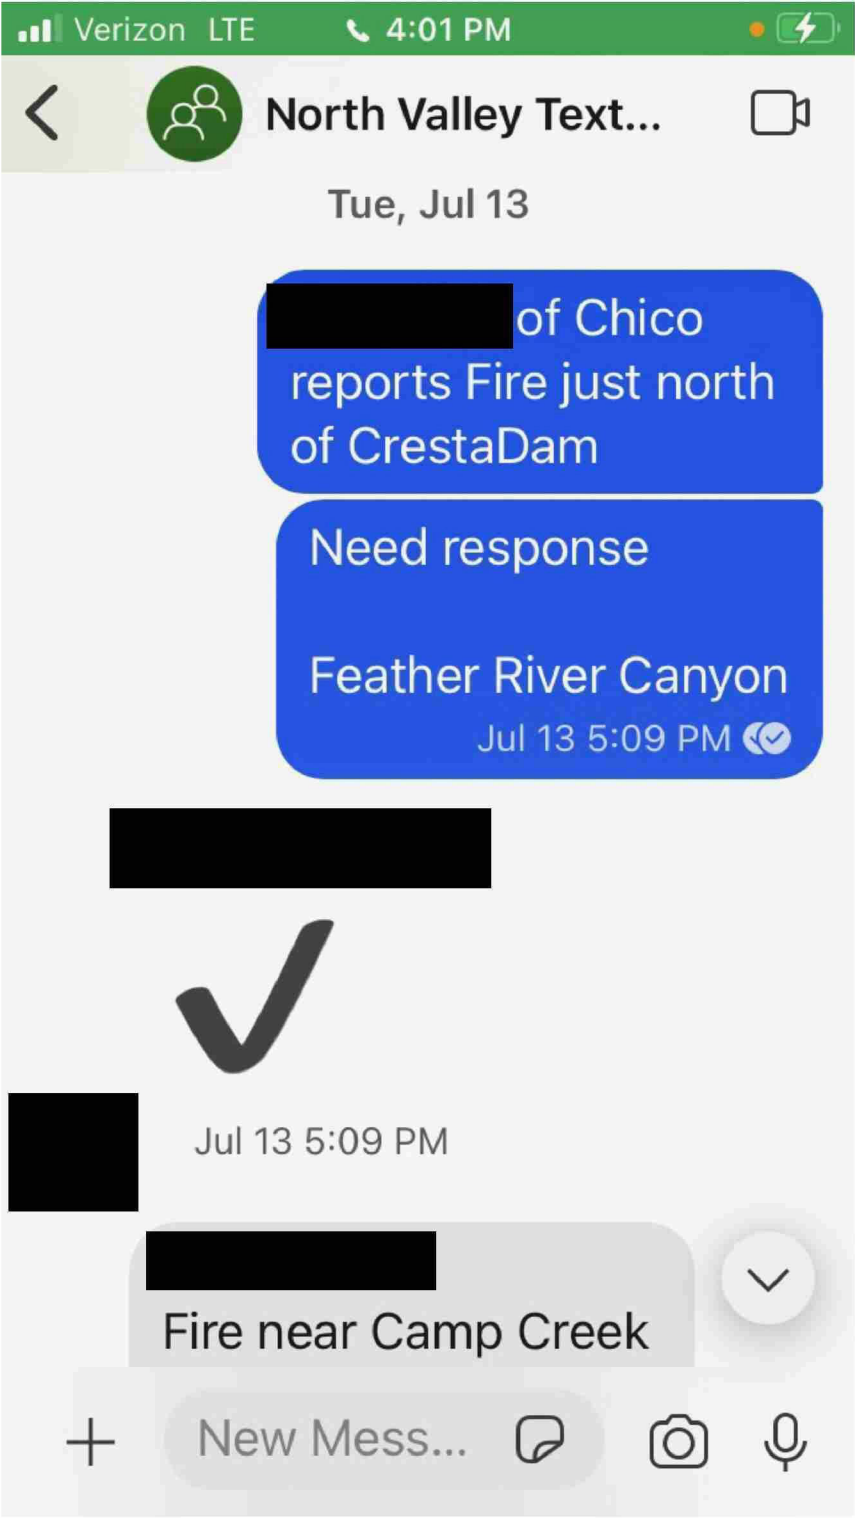 Verizon LTE 4:01 PM
North Valley Text...
Tue, Jul 13
of Chico
reports Fire just north
of CrestaDam
Need response
Feather River Canyon
Jul 13 5:09 PM
Jul 13 5:09 PM
Fire near Camp Creek
New Mess...